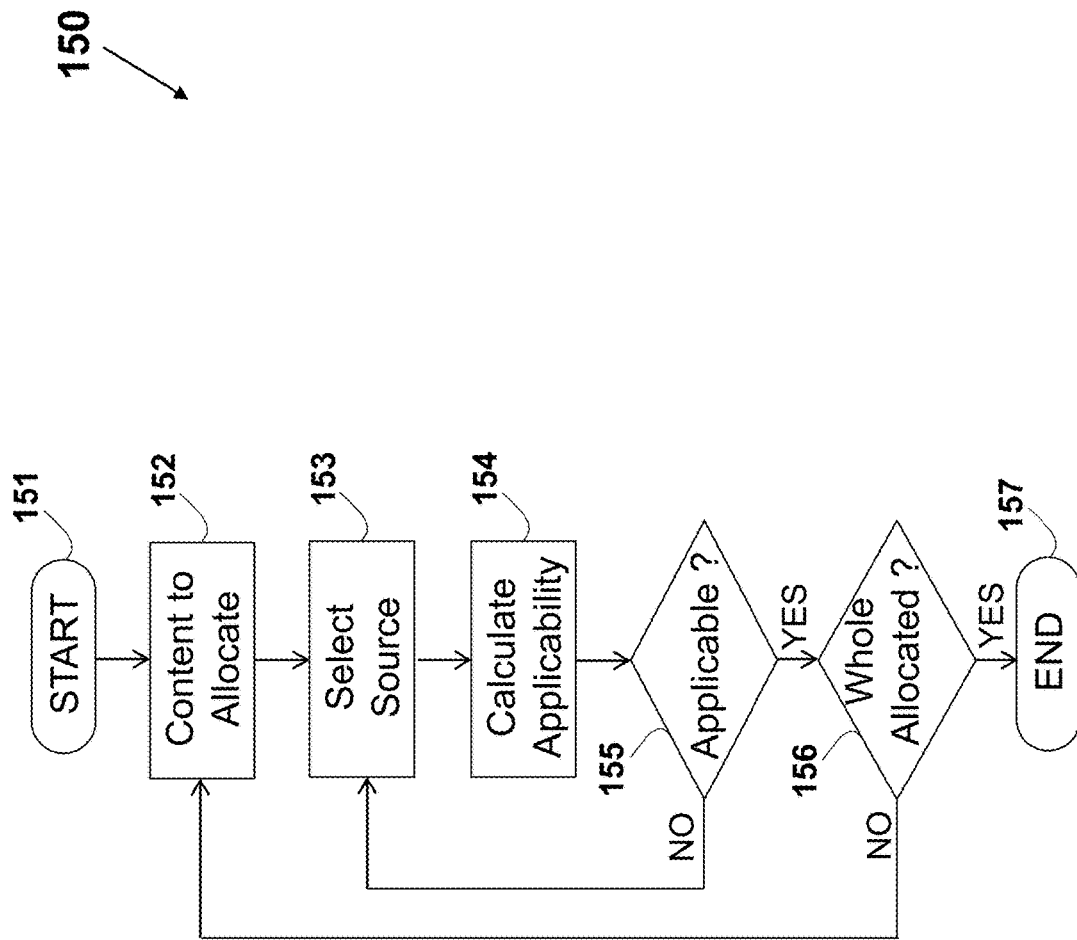 150
151
START
152
Content to
Allocate
153
Select
Source
154
Calculate
Applicability
155
Applicable ?
NO
YES
156
Whole
Allocated ?
NO
YES
157
END